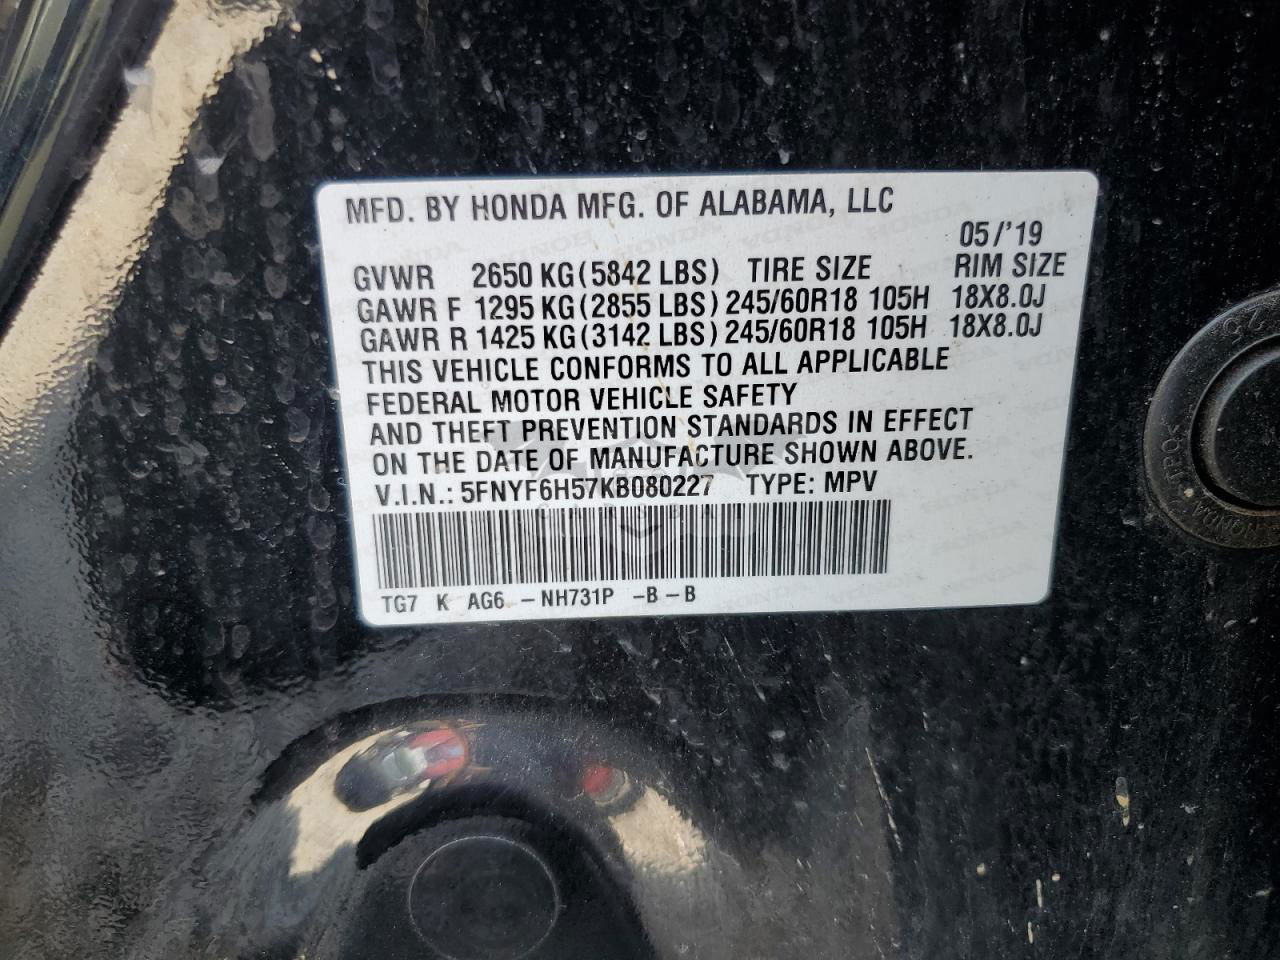 MFD. BY HONDA MFG. OF ALABAMA, LLC
05/'19
GVWR 2650 KG(5842 LBS) TIRE SIZE RIM SIZE
GAWR F 1295 KG(2855 LBS) 245/60R18 105H 18X8.0J
GAWR R 1425 KG(3142 LBS) 245/60R18 105H 18X8.0J
THIS VEHICLE CONFORMS TO ALL APPLICABLE
FEDERAL MOTOR VEHICLE SAFETY
AND THEFT PREVENTION STANDARDS IN EFFECT
ON THE DATE OF MANUFACTURE SHOWN ABOVE.
V.I.N.: 5FNYF6H57KB080227 TYPE: MPV
TG7 K AG6 – NH731P – B – B
HONDA